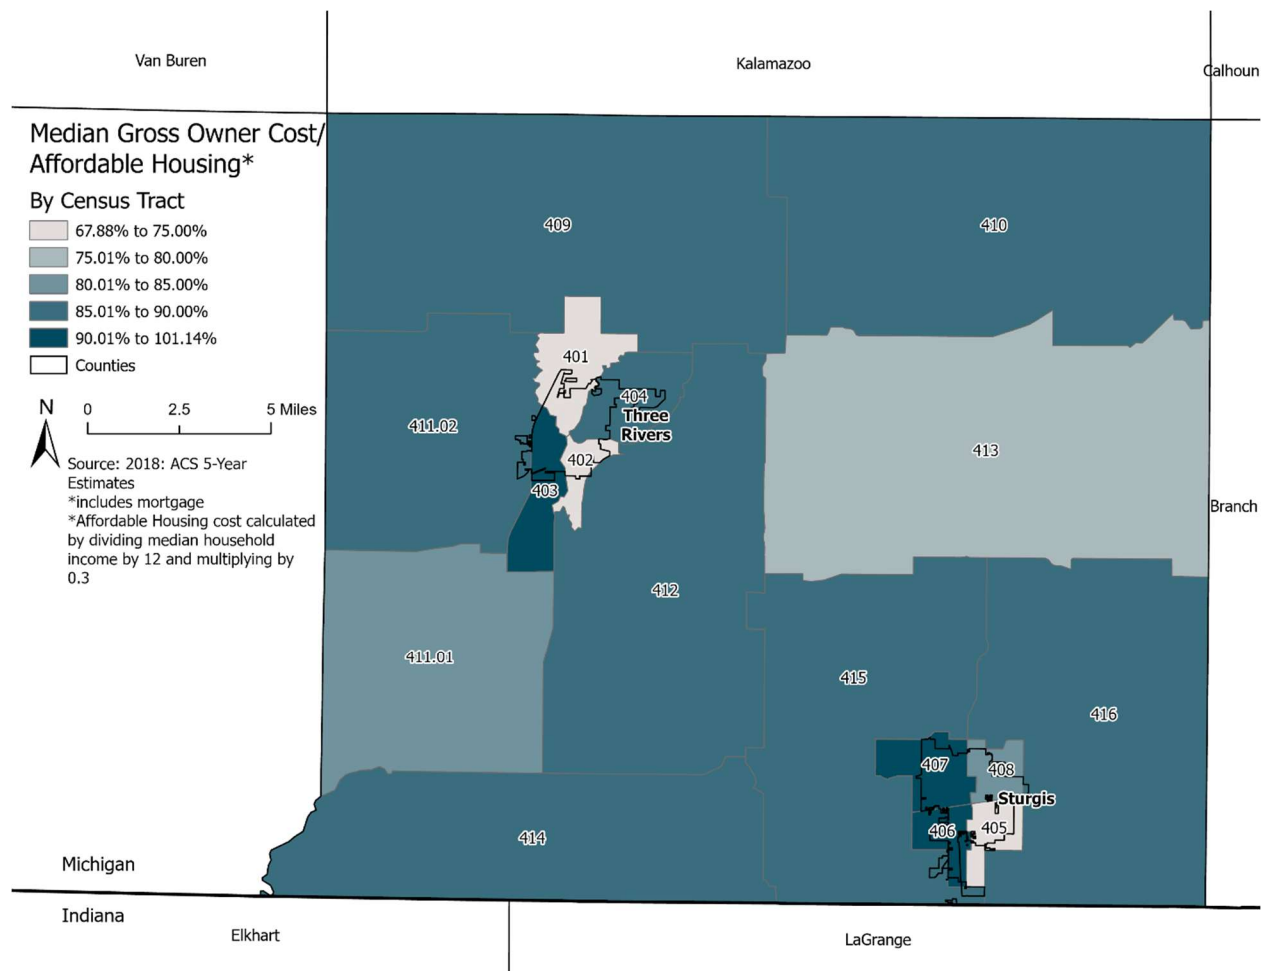 Van Buren
Kalamazoo
Calhoun
Median Gross Owner Cost/
Affordable Housing*
By Census Tract
67.88% to 75.00%
75.01% to 80.00%
80.01% to 85.00%
85.01% to 90.00%
90.01% to 101.14%
Counties
N
0 2.5 5 Miles
Source: 2018: ACS 5-Year
Estimates
*includes mortgage
*Affordable Housing cost calculated
by dividing median household
income by 12 and multiplying by
0.3
409
410
401
404
Three
Rivers
411.02
402
413
403
Branch
412
411.01
415
416
407
408
Sturgis
406
405
414
Michigan
Indiana
Elkhart
LaGrange